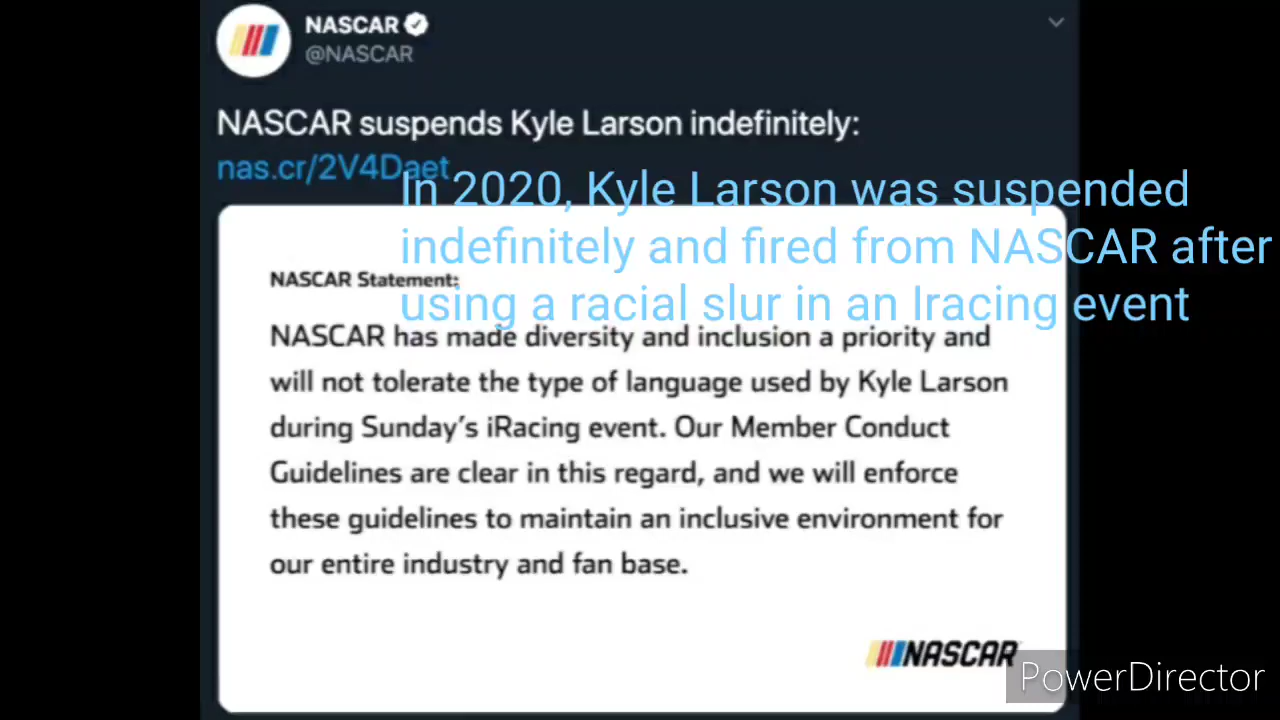 NASCAR
@NASCAR
NASCAR suspends Kyle Larson indefinitely:
nas.cr/2V4Daet
In 2020, Kyle Larson was suspended
indefinitely and fired from NASCAR after
using a racial slur in an Iracing event
NASCAR Statement:
NASCAR has made diversity and inclusion a priority and
will not tolerate the type of language used by Kyle Larson
during Sunday's iRacing event. Our Member Conduct
Guidelines are clear in this regard, and we will enforce
these guidelines to maintain an inclusive environment for
our entire industry and fan base.
NASCAR
PowerDirector